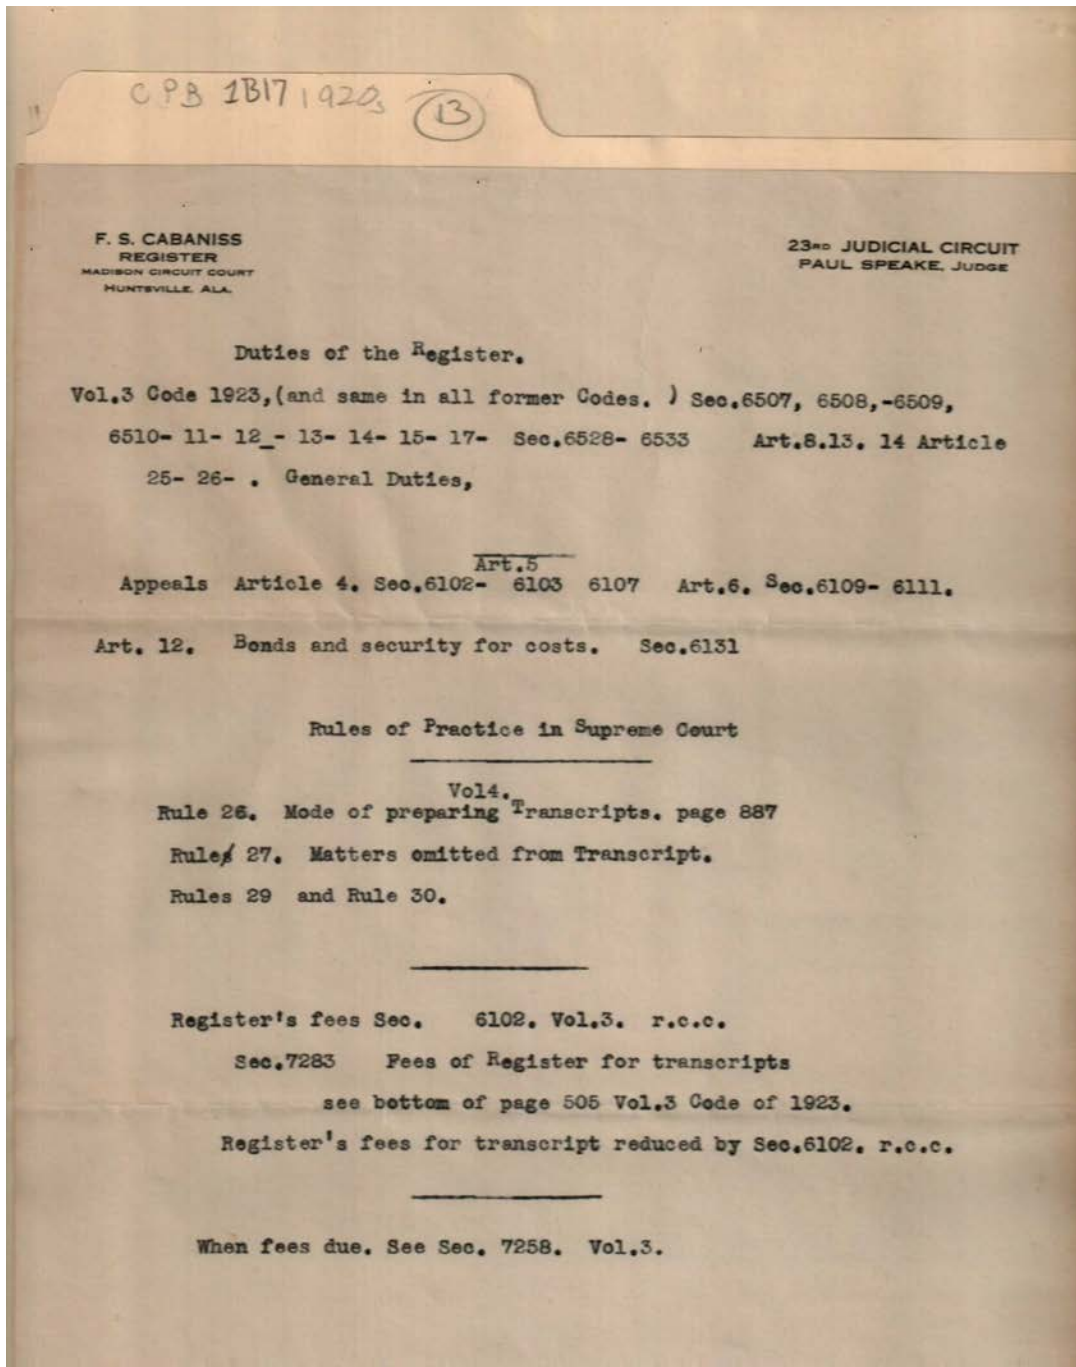 CPB 1B17 1920s 13
F. S. CABANISS
REGISTER
MADISON CIRCUIT COURT
HUNTSVILLE, ALA.
23RD JUDICIAL CIRCUIT
PAUL SPEAKE, JUDGE
Duties of the Register.
Vol.3 Code 1923,(and same in all former Codes. ) Sec.6507, 6508,-6509,
6510- 11- 12_- 13- 14- 15- 17- Sec.6528- 6533 Art.8.13. 14 Article
25- 26- . General Duties,
Art.5
Appeals Article 4. Sec.6102- 6103 6107 Art.6. Sec.6109- 6111.
Art. 12. Bonds and security for costs. Sec.6131
Rules of Practice in Supreme Court
Vol4.
Rule 26. Mode of preparing Transcripts. page 887
Rule 27. Matters omitted from Transcript.
Rules 29 and Rule 30.
Register's fees Sec. 6102. Vol.3. r.c.c.
Sec.7283 Fees of Register for transcripts
see bottom of page 505 Vol.3 Code of 1923.
Register's fees for transcript reduced by Sec.6102. r.c.c.
When fees due. See Sec. 7258. Vol.3.